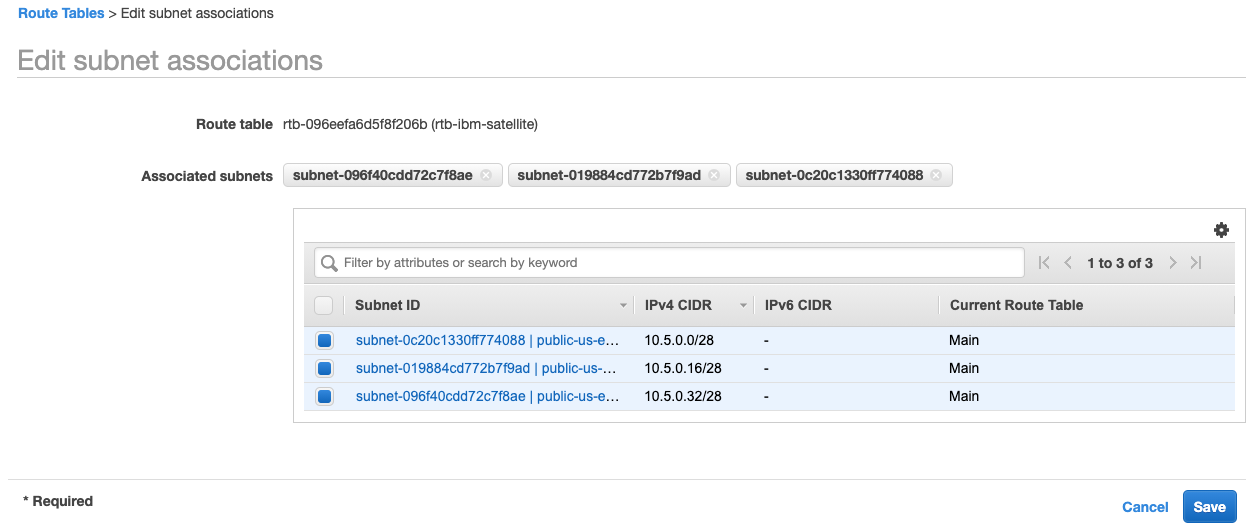 Route Tables > Edit subnet associations
Edit subnet associations
Route table rtb-096eefa6d5f8f206b (rtb-ibm-satellite)
Associated subnets subnet-096f40cdd72c7f8ae subnet-019884cd772b7f9ad subnet-0c20c1330ff774088
Filter by attributes or search by keyword 1 to 3 of 3
Subnet ID IPv4 CIDR IPv6 CIDR Current Route Table
subnet-0c20c1330ff774088 | public-us-e... 10.5.0.0/28 - Main
subnet-019884cd772b7f9ad | public-us-... 10.5.0.16/28 - Main
subnet-096f40cdd72c7f8ae | public-us-e... 10.5.0.32/28 - Main
* Required Cancel Save